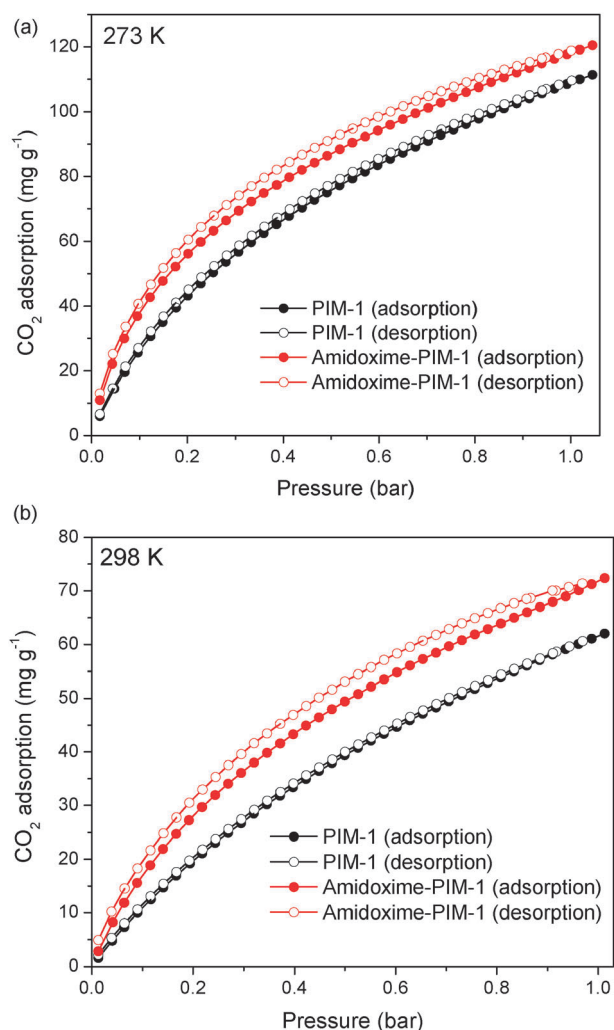 (a)
273 K
120
100
80
60
40
20
0
CO₂ adsorption (mg g⁻¹)
PIM-1 (adsorption)
PIM-1 (desorption)
Amidoxime-PIM-1 (adsorption)
Amidoxime-PIM-1 (desorption)
0.0 0.2 0.4 0.6 0.8 1.0
Pressure (bar)
(b)
298 K
80
70
60
50
40
30
20
10
0
CO₂ adsorption (mg g⁻¹)
PIM-1 (adsorption)
PIM-1 (desorption)
Amidoxime-PIM-1 (adsorption)
Amidoxime-PIM-1 (desorption)
0.0 0.2 0.4 0.6 0.8 1.0
Pressure (bar)